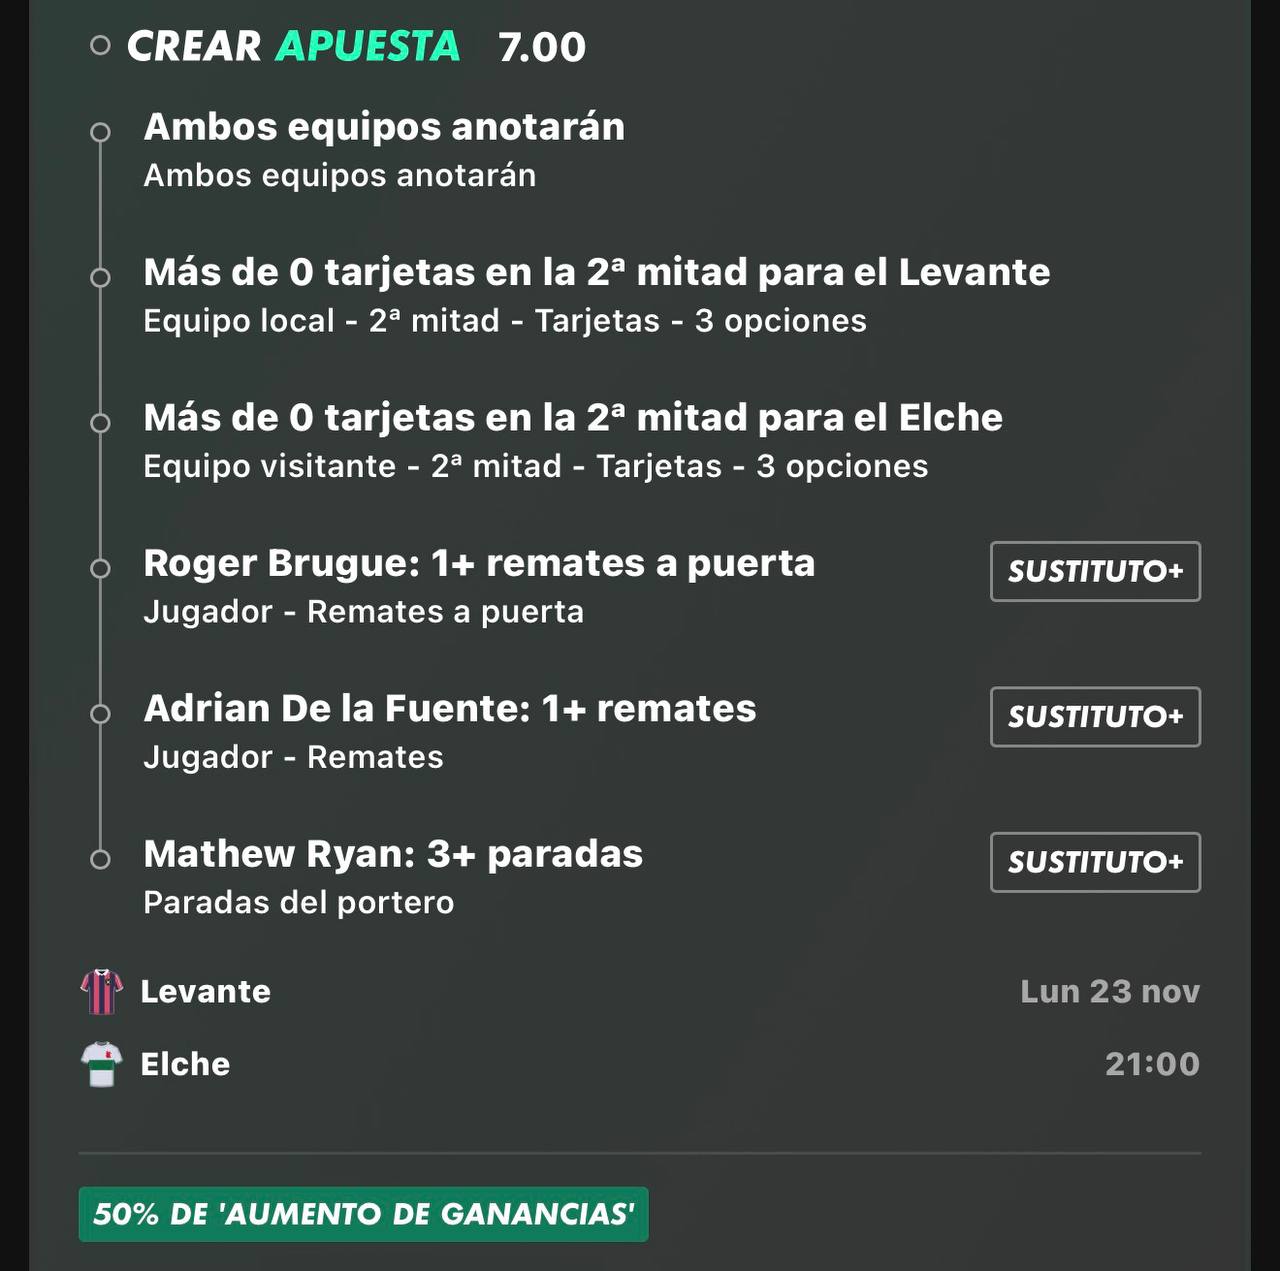 CREAR APUESTA 7.00
Ambos equipos anotarán
Ambos equipos anotarán
Más de 0 tarjetas en la 2ª mitad para el Levante
Equipo local - 2ª mitad - Tarjetas - 3 opciones
Más de 0 tarjetas en la 2ª mitad para el Elche
Equipo visitante - 2ª mitad - Tarjetas - 3 opciones
Roger Brugue: 1+ remates a puerta SUSTITUTO+
Jugador - Remates a puerta
Adrian De la Fuente: 1+ remates SUSTITUTO+
Jugador - Remates
Mathew Ryan: 3+ paradas SUSTITUTO+
Paradas del portero
Levante Lun 23 nov
Elche 21:00
50% DE 'AUMENTO DE GANANCIAS'